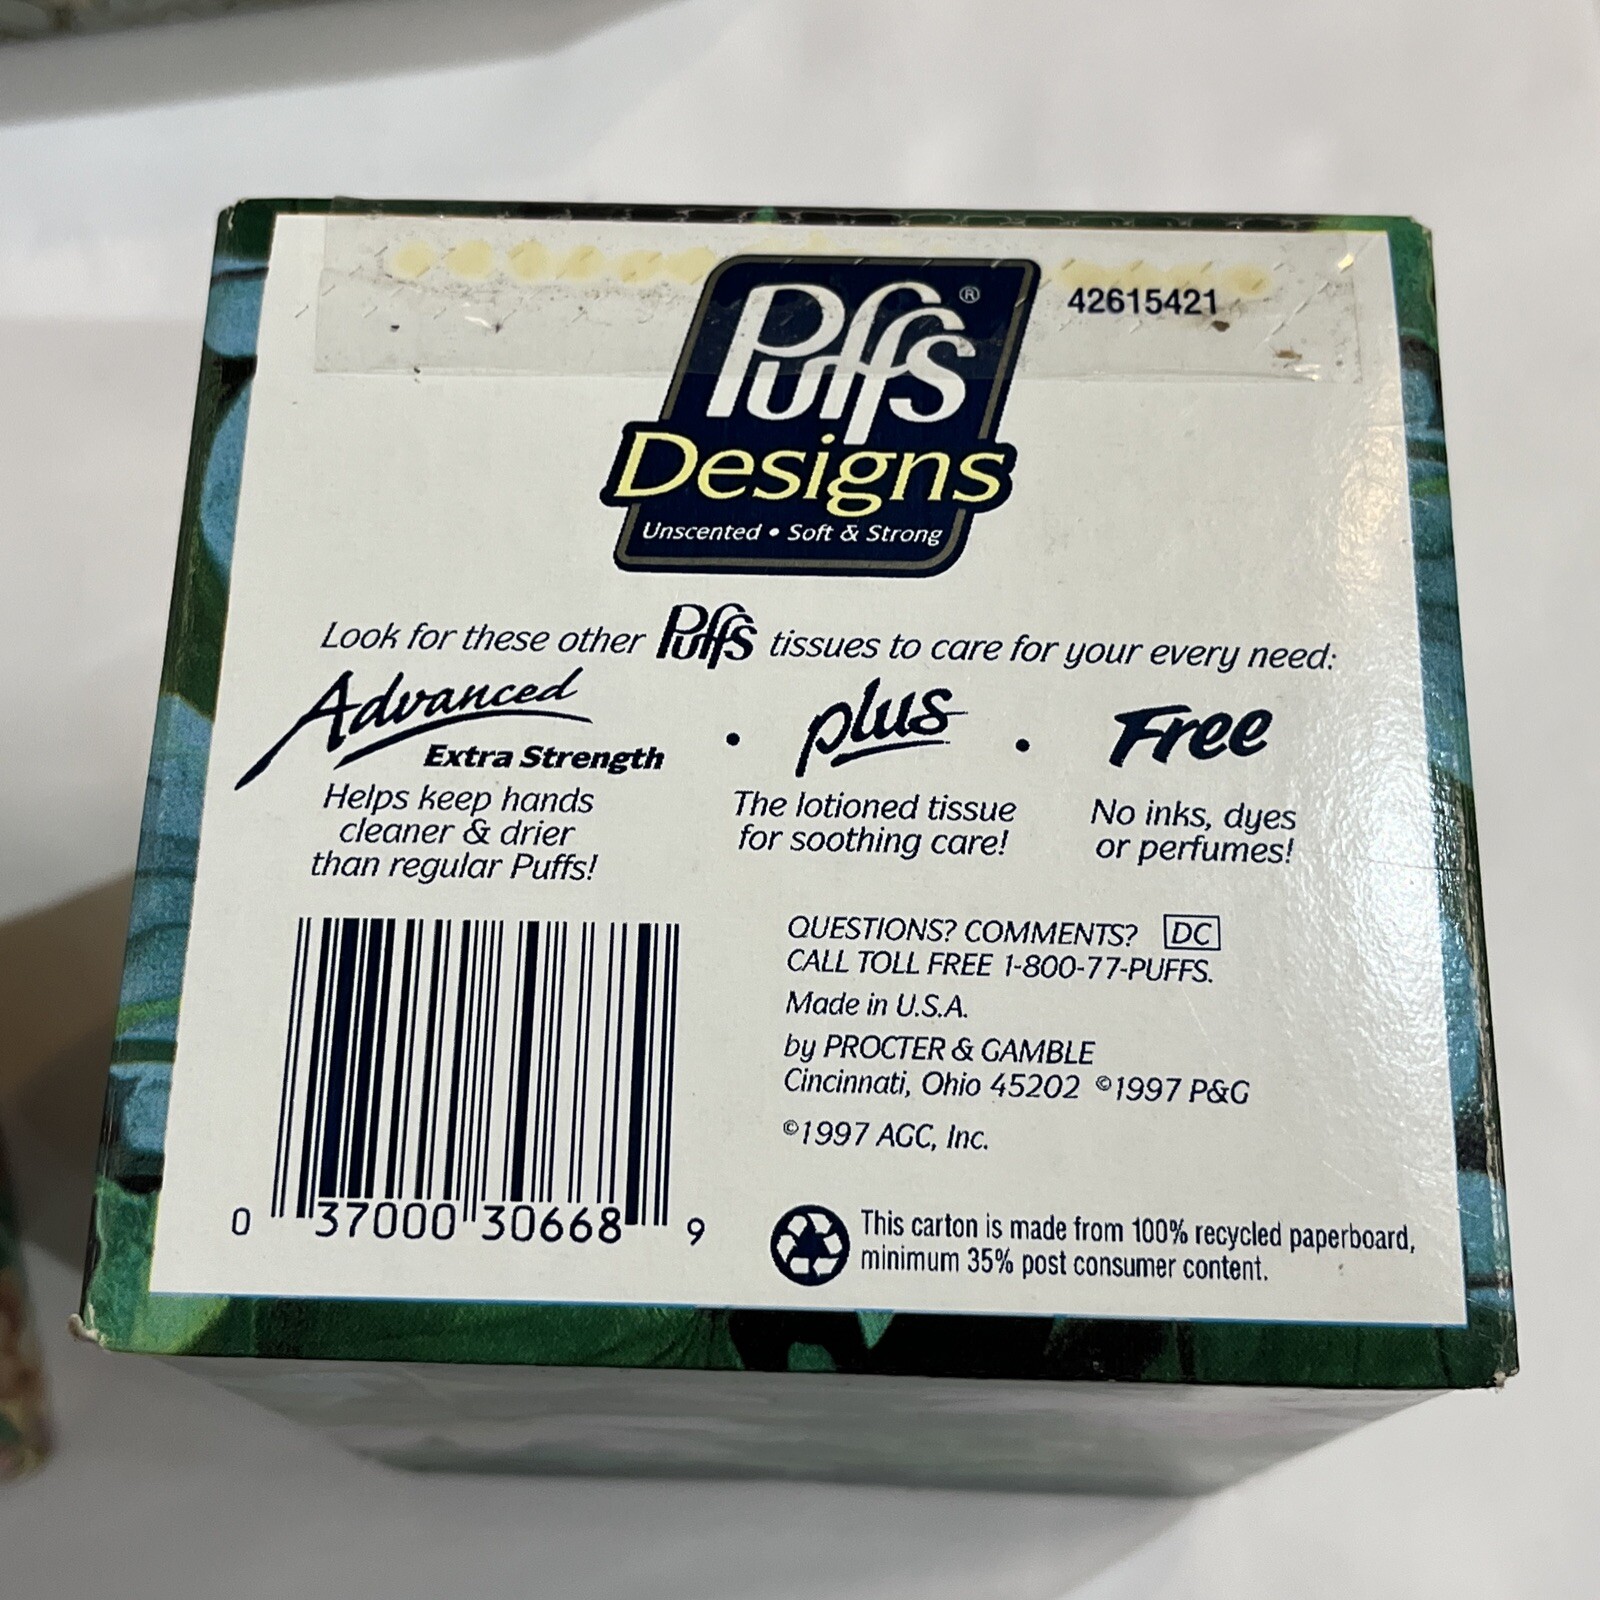 Puffs®
42615421
Designs
Unscented • Soft & Strong
Look for these other Puffs tissues to care for your every need:
Advanced
Extra Strength
Helps keep hands
cleaner & drier
than regular Puffs!
• plus •
The lotioned tissue
for soothing care!
Free
No inks, dyes
or perfumes!
QUESTIONS? COMMENTS? DC
CALL TOLL FREE 1-800-77-PUFFS.
Made in U.S.A.
by PROCTER & GAMBLE
Cincinnati, Ohio 45202 ©1997 P&G
©1997 AGC, Inc.
0 37000 30668 9
This carton is made from 100% recycled paperboard,
minimum 35% post consumer content.